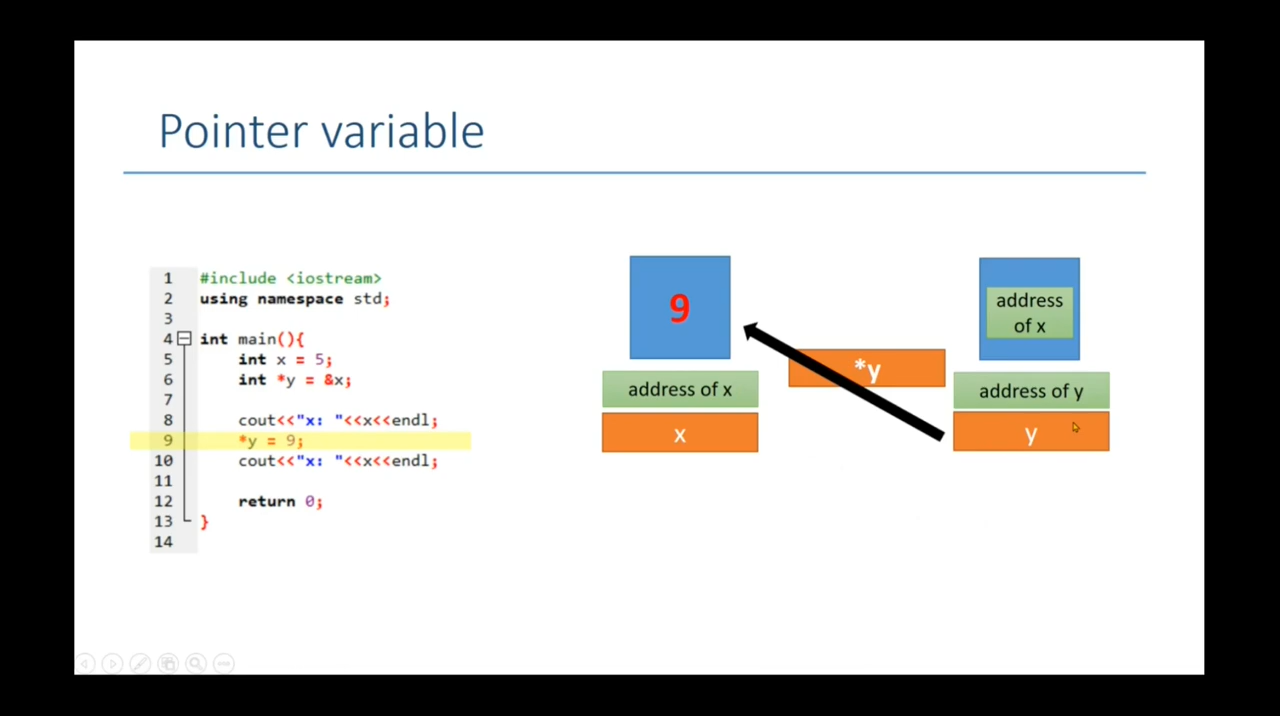 Pointer variable
1 #include <iostream>
2 using namespace std;
3
4 int main(){
5 int x = 5;
6 int *y = &x;
7
8 cout<<"x: "<<x<<endl;
9 *y = 9;
10 cout<<"x: "<<x<<endl;
11
12 return 0;
13 }
14
9
address of x
x
*y
address
of x
address of y
y